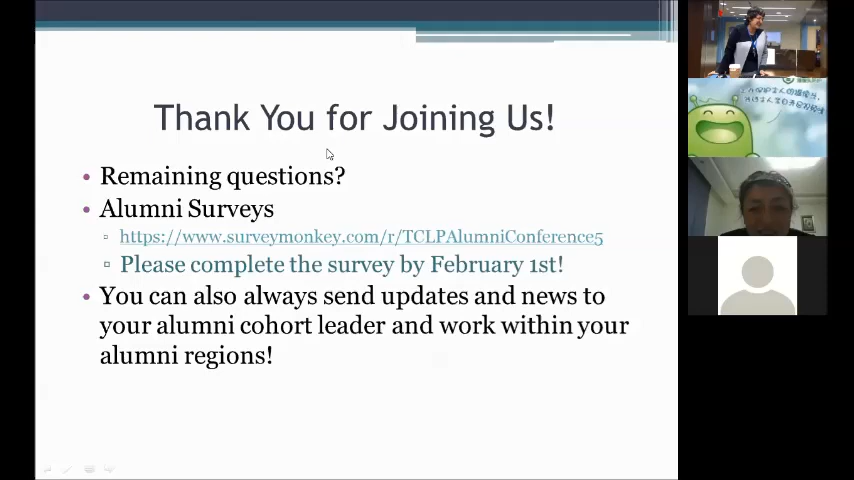 Thank You for Joining Us!
• Remaining questions?
• Alumni Surveys
▫ https://www.surveymonkey.com/r/TCLPAlumniConference5
▫ Please complete the survey by February 1st!
• You can also always send updates and news to
your alumni cohort leader and work within your
alumni regions!